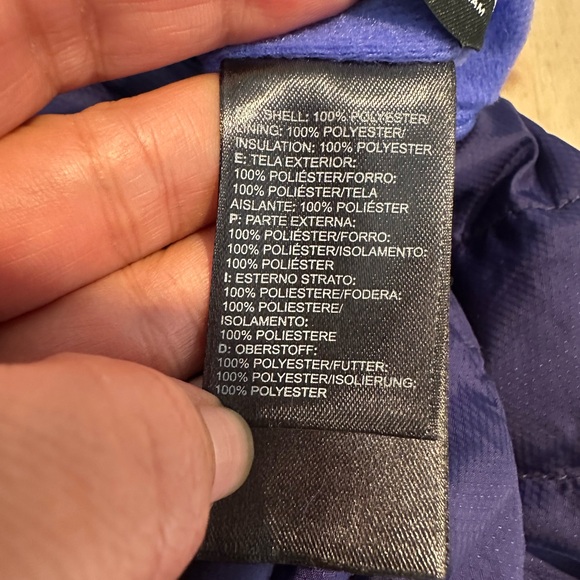 SHELL: 100% POLYESTER/
LINING: 100% POLYESTER/
INSULATION: 100% POLYESTER
E: TELA EXTERIOR:
100% POLIÉSTER/FORRO:
100% POLIÉSTER/TELA
AISLANTE: 100% POLIÉSTER
P: PARTE EXTERNA:
100% POLIÉSTER/FORRO:
100% POLIÉSTER/ISOLAMENTO:
100% POLIÉSTER
I: ESTERNO STRATO:
100% POLIESTERE/FODERA:
100% POLIESTERE/
ISOLAMENTO:
100% POLIESTERE
D: OBERSTOFF:
100% POLYESTER/FUTTER:
100% POLYESTER/ISOLIERUNG:
100% POLYESTER